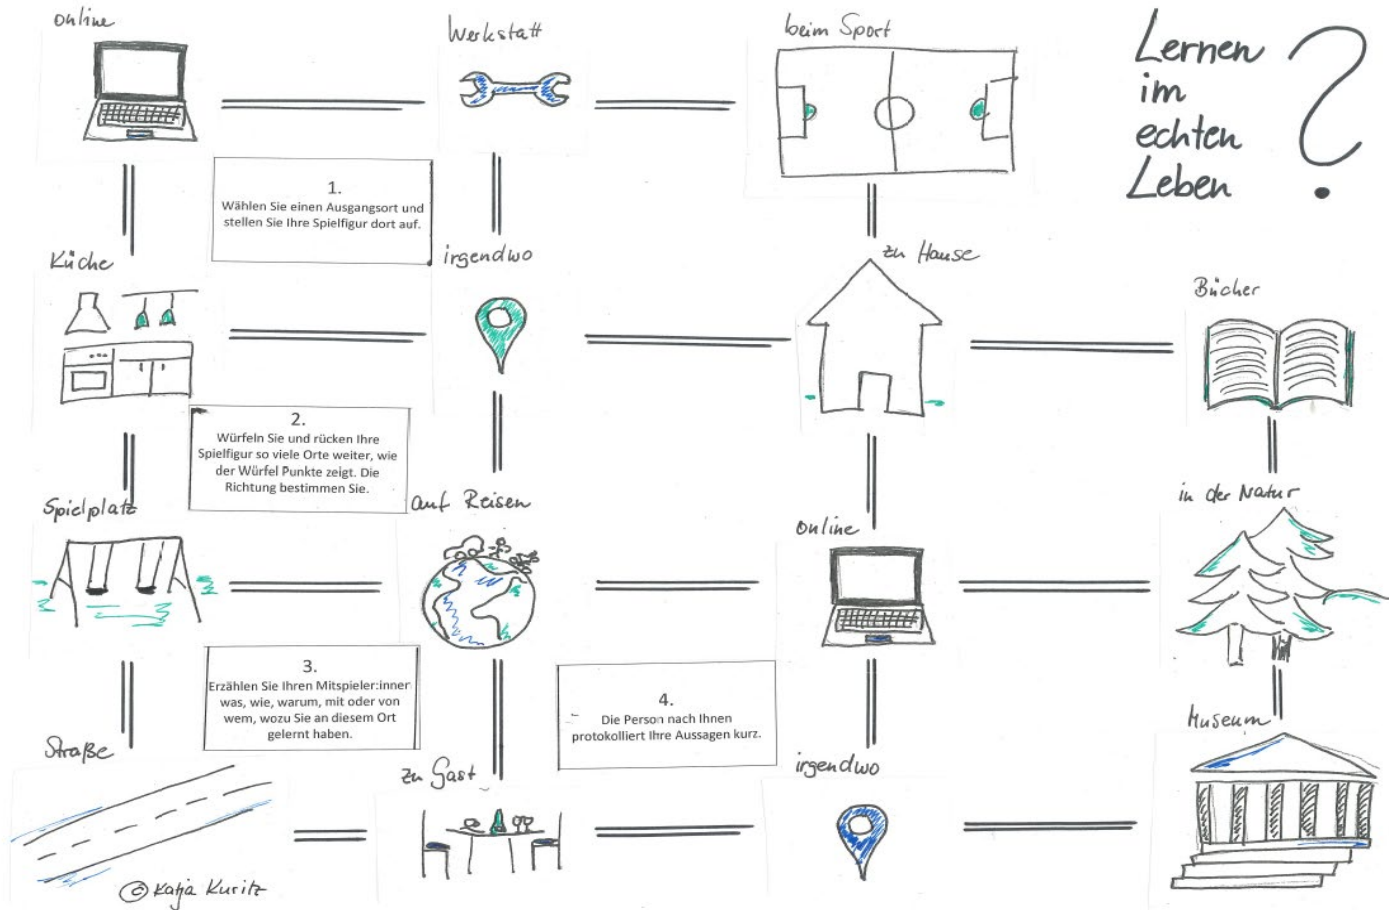 online
Werkstatt
beim Sport
Lernen
im
echten
Leben
?
1.
Wählen Sie einen Ausgangsort und
stellen Sie Ihre Spielfigur dort auf.
Küche
irgendwo
zu Hause
Bücher
2.
Würfeln Sie und rücken Ihre
Spielfigur so viele Orte weiter, wie
der Würfel Punkte zeigt. Die
Richtung bestimmen Sie.
Spielplatz
auf Reisen
online
in der Natur
3.
Erzählen Sie Ihren Mitspieler:inner
was, wie, warum, mit oder von
wem, wozu Sie an diesem Ort
gelernt haben.
4.
Die Person nach Ihnen
protokolliert Ihre Aussagen kurz.
Straße
zu Gast
irgendwo
Museum
© Katja Kuritz